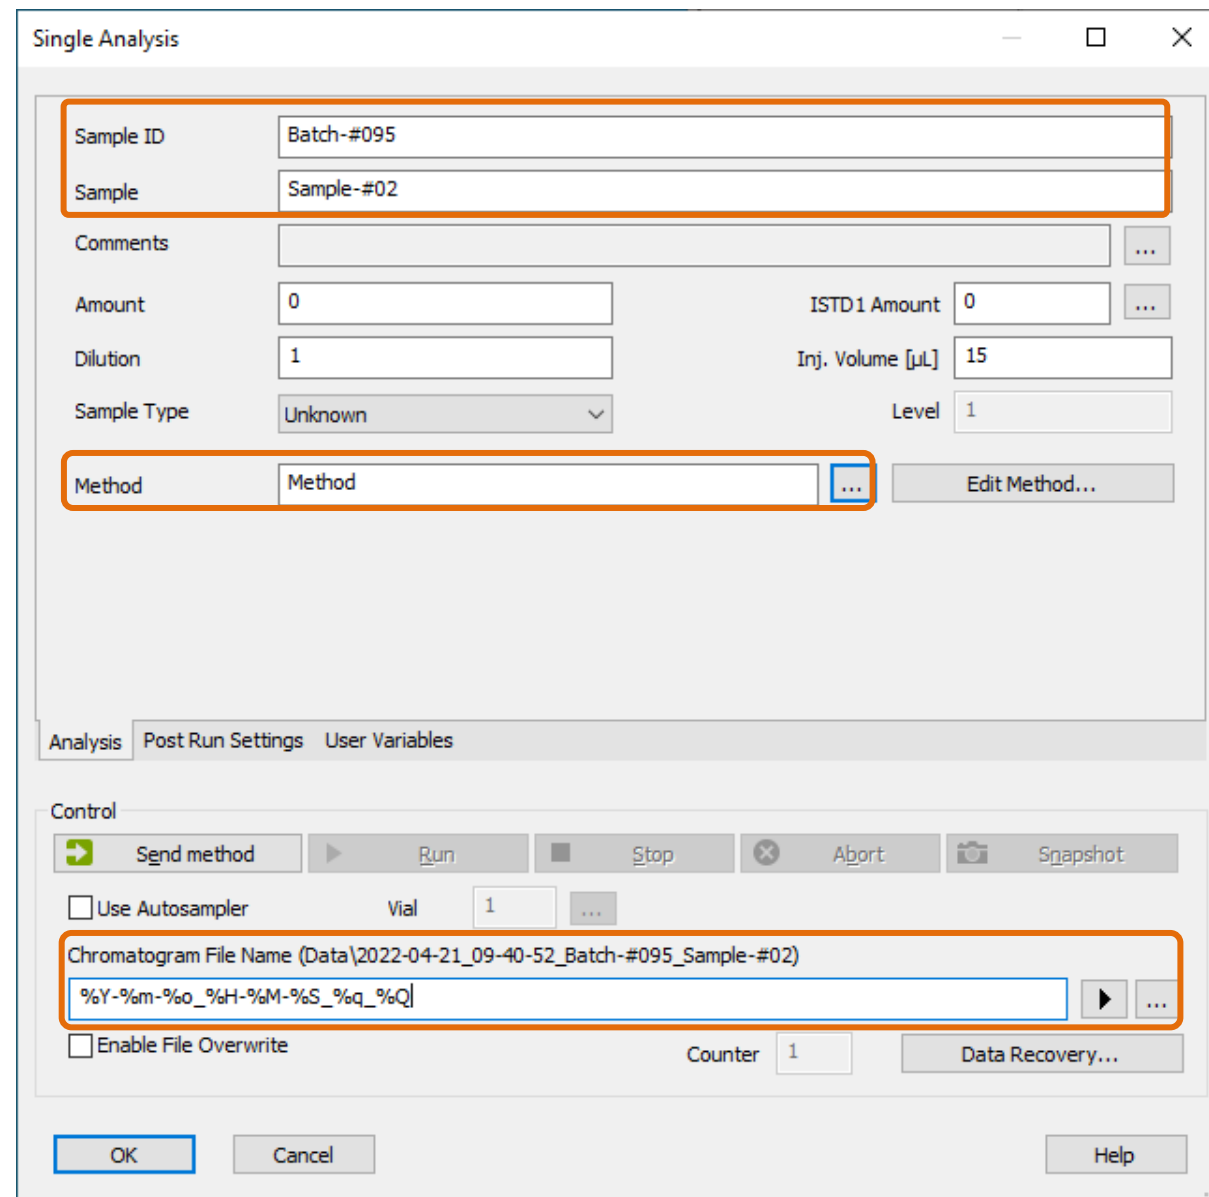 Single Analysis
Sample ID Batch-#095
Sample Sample-#02
Comments ...
Amount 0 ISTD1 Amount 0 ...
Dilution 1 Inj. Volume [µL] 15
Sample Type Unknown Level 1
Method Method ... Edit Method...
Analysis Post Run Settings User Variables
Control
Send method Run Stop Abort Snapshot
Use Autosampler Vial 1 ...
Chromatogram File Name (Data\2022-04-21_09-40-52_Batch-#095_Sample-#02)
%Y-%m-%o_%H-%M-%S_%q_%Q ...
Enable File Overwrite Counter 1 Data Recovery...
OK Cancel Help